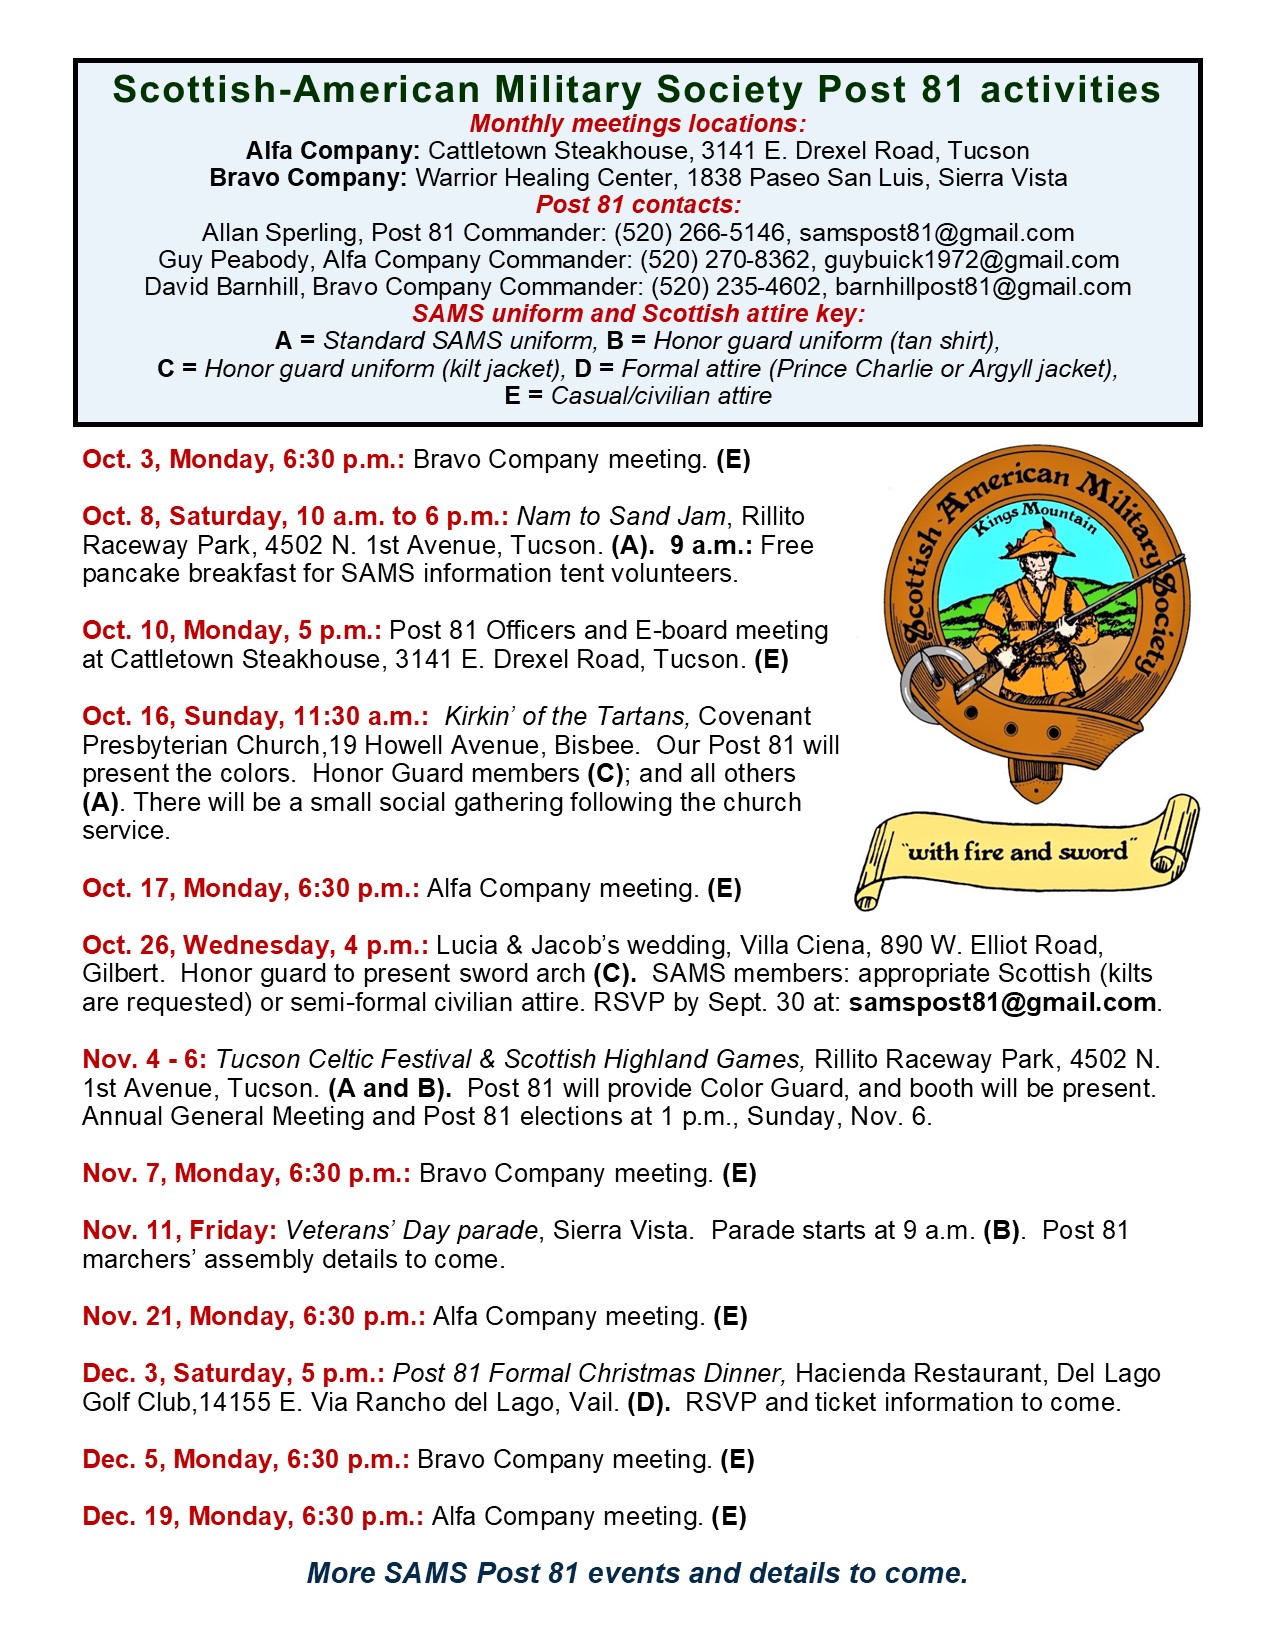 Scottish-American Military Society Post 81 activities
Monthly meetings locations:
Alfa Company: Cattletown Steakhouse, 3141 E. Drexel Road, Tucson
Bravo Company: Warrior Healing Center, 1838 Paseo San Luis, Sierra Vista
Post 81 contacts:
Allan Sperling, Post 81 Commander: (520) 266-5146, samspost81@gmail.com
Guy Peabody, Alfa Company Commander: (520) 270-8362, guybuick1972@gmail.com
David Barnhill, Bravo Company Commander: (520) 235-4602, barnhillpost81@gmail.com
SAMS uniform and Scottish attire key:
A = Standard SAMS uniform, B = Honor guard uniform (tan shirt),
C = Honor guard uniform (kilt jacket), D = Formal attire (Prince Charlie or Argyll jacket),
E = Casual/civilian attire
Oct. 3, Monday, 6:30 p.m.: Bravo Company meeting. (E)
Oct. 8, Saturday, 10 a.m. to 6 p.m.: Nam to Sand Jam, Rillito
Raceway Park, 4502 N. 1st Avenue, Tucson. (A).  9 a.m.: Free
pancake breakfast for SAMS information tent volunteers.
Oct. 10, Monday, 5 p.m.: Post 81 Officers and E-board meeting
at Cattletown Steakhouse, 3141 E. Drexel Road, Tucson. (E)
Oct. 16, Sunday, 11:30 a.m.:  Kirkin’ of the Tartans, Covenant
Presbyterian Church,19 Howell Avenue, Bisbee.  Our Post 81 will
present the colors.  Honor Guard members (C); and all others
(A). There will be a small social gathering following the church
service.
Scottish-American Military Society
Kings Mountain
"with fire and sword"
Oct. 17, Monday, 6:30 p.m.: Alfa Company meeting. (E)
Oct. 26, Wednesday, 4 p.m.: Lucia & Jacob’s wedding, Villa Ciena, 890 W. Elliot Road,
Gilbert.  Honor guard to present sword arch (C).  SAMS members: appropriate Scottish (kilts
are requested) or semi-formal civilian attire. RSVP by Sept. 30 at: samspost81@gmail.com.
Nov. 4 - 6: Tucson Celtic Festival & Scottish Highland Games, Rillito Raceway Park, 4502 N.
1st Avenue, Tucson. (A and B).  Post 81 will provide Color Guard, and booth will be present.
Annual General Meeting and Post 81 elections at 1 p.m., Sunday, Nov. 6.
Nov. 7, Monday, 6:30 p.m.: Bravo Company meeting. (E)
Nov. 11, Friday: Veterans’ Day parade, Sierra Vista.  Parade starts at 9 a.m. (B).  Post 81
marchers’ assembly details to come.
Nov. 21, Monday, 6:30 p.m.: Alfa Company meeting. (E)
Dec. 3, Saturday, 5 p.m.: Post 81 Formal Christmas Dinner, Hacienda Restaurant, Del Lago
Golf Club,14155 E. Via Rancho del Lago, Vail. (D).  RSVP and ticket information to come.
Dec. 5, Monday, 6:30 p.m.: Bravo Company meeting. (E)
Dec. 19, Monday, 6:30 p.m.: Alfa Company meeting. (E)
More SAMS Post 81 events and details to come.